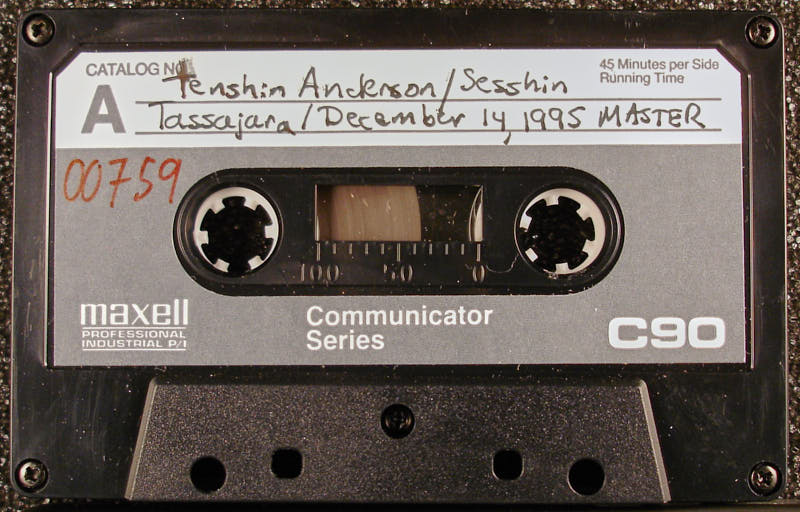 CATALOG NO.
45 Minutes per Side
Running Time
A
Tenshin Anderson/Sesshin
Tassajara/December 14, 1995 MASTER
00759
100 50 0
maxell
PROFESSIONAL
INDUSTRIAL P/I
Communicator
Series
C90